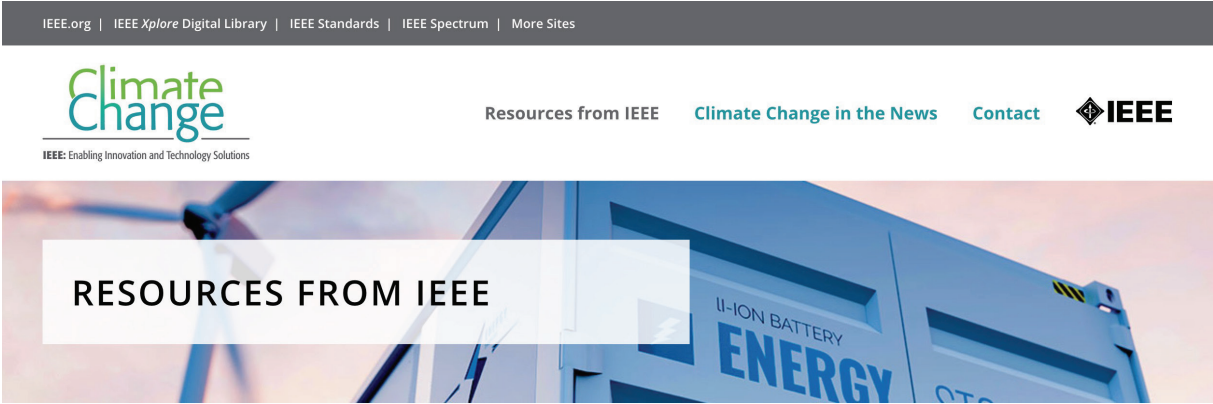 IEEE.org | IEEE Xplore Digital Library | IEEE Standards | IEEE Spectrum | More Sites
Climate
Change
IEEE: Enabling Innovation and Technology Solutions
Resources from IEEE Climate Change in the News Contact IEEE
RESOURCES FROM IEEE
LI-ION BATTERY
ENERGY